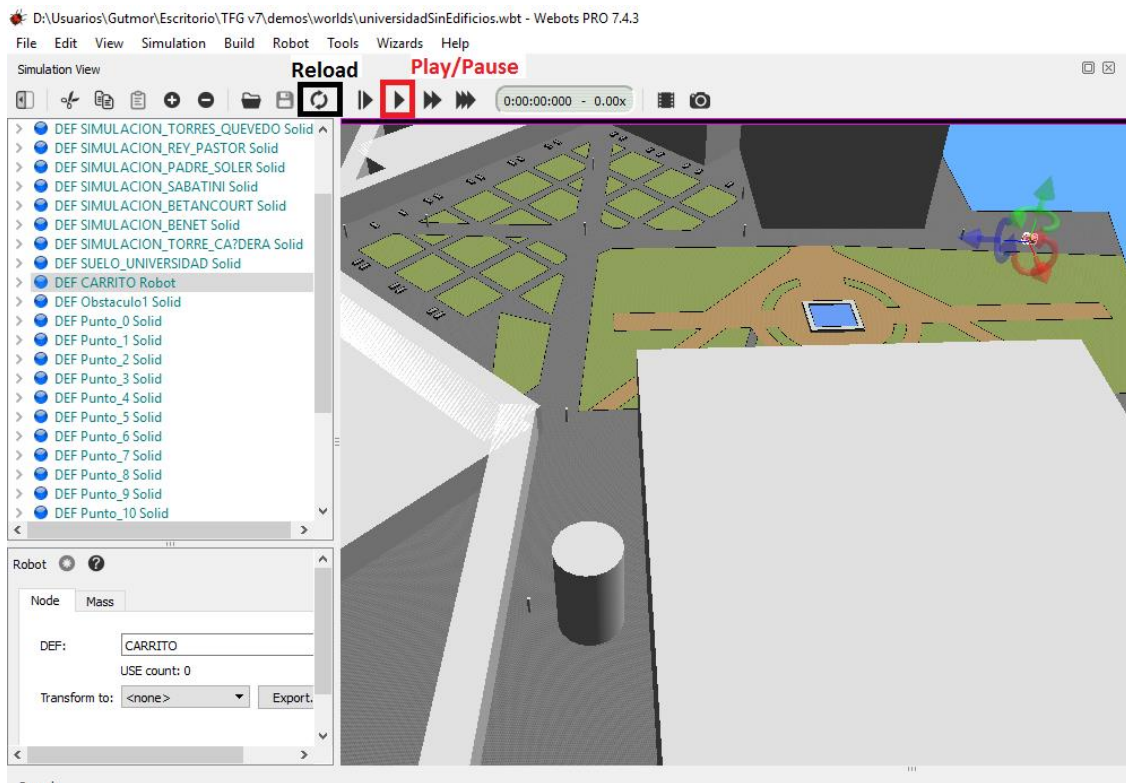 D:\Usuarios\Gutmor\Escritorio\TFG v7\demos\worlds\universidadSinEdificios.wbt - Webots PRO 7.4.3
File Edit View Simulation Build Robot Tools Wizards Help
Simulation View
Reload
Play/Pause
0:00:00:000 - 0.00x
DEF SIMULACION_TORRES_QUEVEDO Solid
DEF SIMULACION_REY_PASTOR Solid
DEF SIMULACION_PADRE_SOLER Solid
DEF SIMULACION_SABATINI Solid
DEF SIMULACION_BETANCOURT Solid
DEF SIMULACION_BENET Solid
DEF SIMULACION_TORRE_CA?DERA Solid
DEF SUELO_UNIVERSIDAD Solid
DEF CARRITO Robot
DEF Obstaculo1 Solid
DEF Punto_0 Solid
DEF Punto_1 Solid
DEF Punto_2 Solid
DEF Punto_3 Solid
DEF Punto_4 Solid
DEF Punto_5 Solid
DEF Punto_6 Solid
DEF Punto_7 Solid
DEF Punto_8 Solid
DEF Punto_9 Solid
DEF Punto_10 Solid
Robot
Node Mass
DEF: CARRITO
USE count: 0
Transform to: <none> Export.